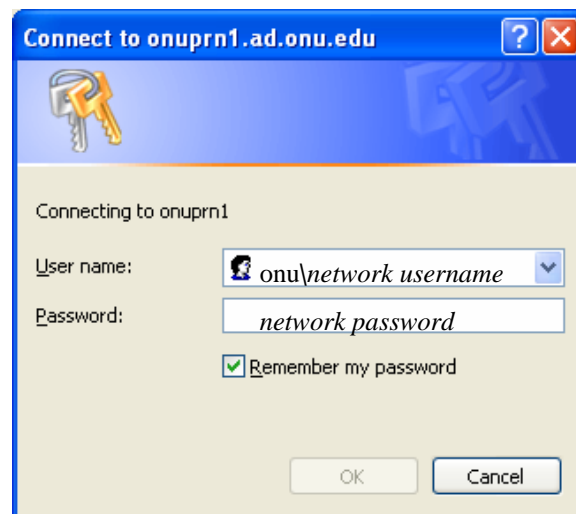 Connect to onuprn1.ad.onu.edu
Connecting to onuprn1
User name: onu\network username
Password: network password
Remember my password
OK Cancel